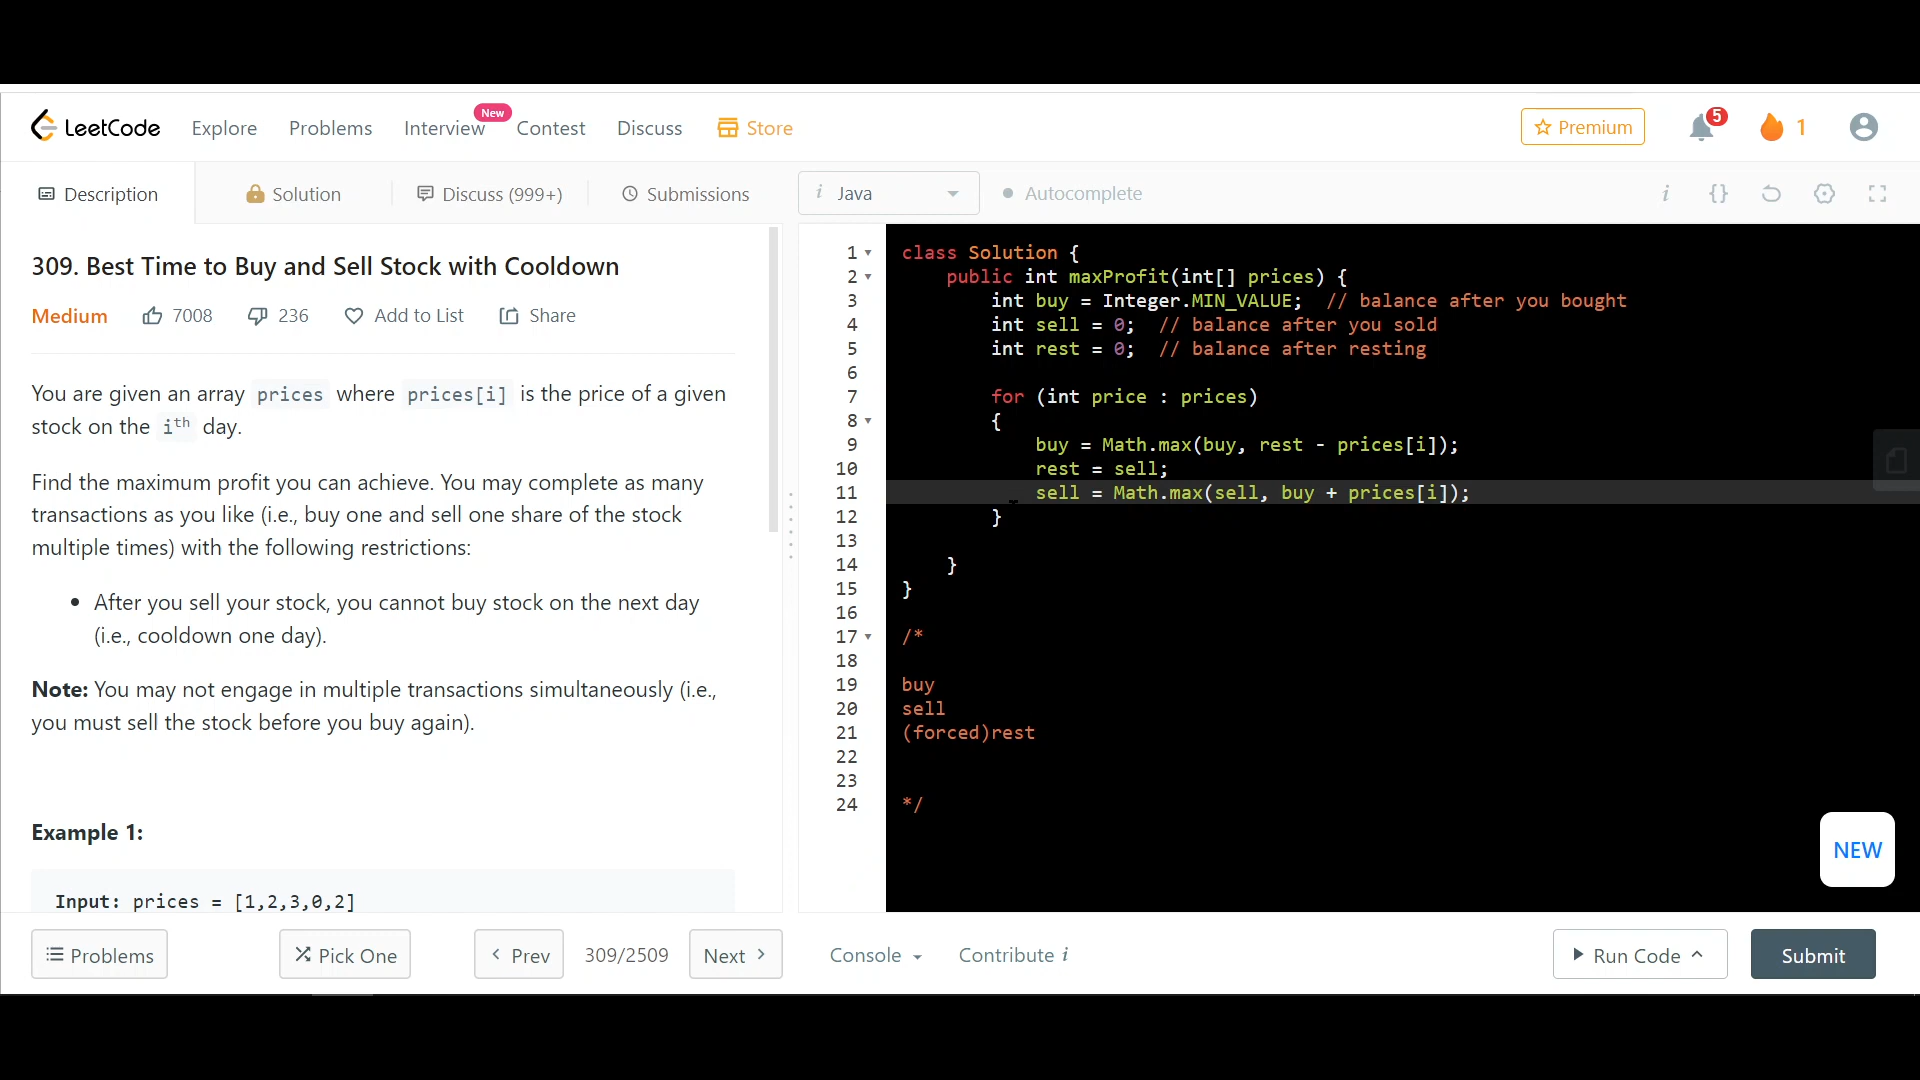 LeetCode Explore Problems Interview New Contest Discuss Store Premium 5 1
Description Solution Discuss (999+) Submissions
i Java Autocomplete i {}
309. Best Time to Buy and Sell Stock with Cooldown
Medium 7008 236 Add to List Share
You are given an array prices where prices[i] is the price of a given
stock on the ith day.
Find the maximum profit you can achieve. You may complete as many
transactions as you like (i.e., buy one and sell one share of the stock
multiple times) with the following restrictions:
• After you sell your stock, you cannot buy stock on the next day
(i.e., cooldown one day).
Note: You may not engage in multiple transactions simultaneously (i.e.,
you must sell the stock before you buy again).
Example 1:
Input: prices = [1,2,3,0,2]
1 class Solution {
2 public int maxProfit(int[] prices) {
3 int buy = Integer.MIN_VALUE; // balance after you bought
4 int sell = 0; // balance after you sold
5 int rest = 0; // balance after resting
6
7 for (int price : prices)
8 {
9 buy = Math.max(buy, rest - prices[i]);
10 rest = sell;
11 sell = Math.max(sell, buy + prices[i]);
12 }
13
14 }
15 }
16
17 /*
18
19 buy
20 sell
21 (forced)rest
22
23
24 */
NEW
Problems Pick One Prev 309/2509 Next Console Contribute i Run Code Submit